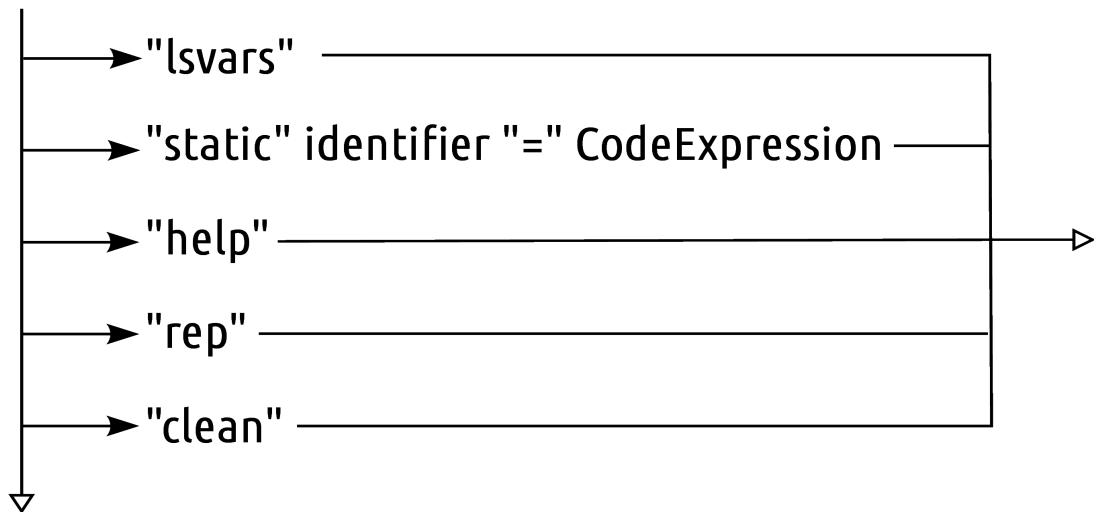 "lsvars"
"static" identifier "=" CodeExpression
"help"
"rep"
"clean"